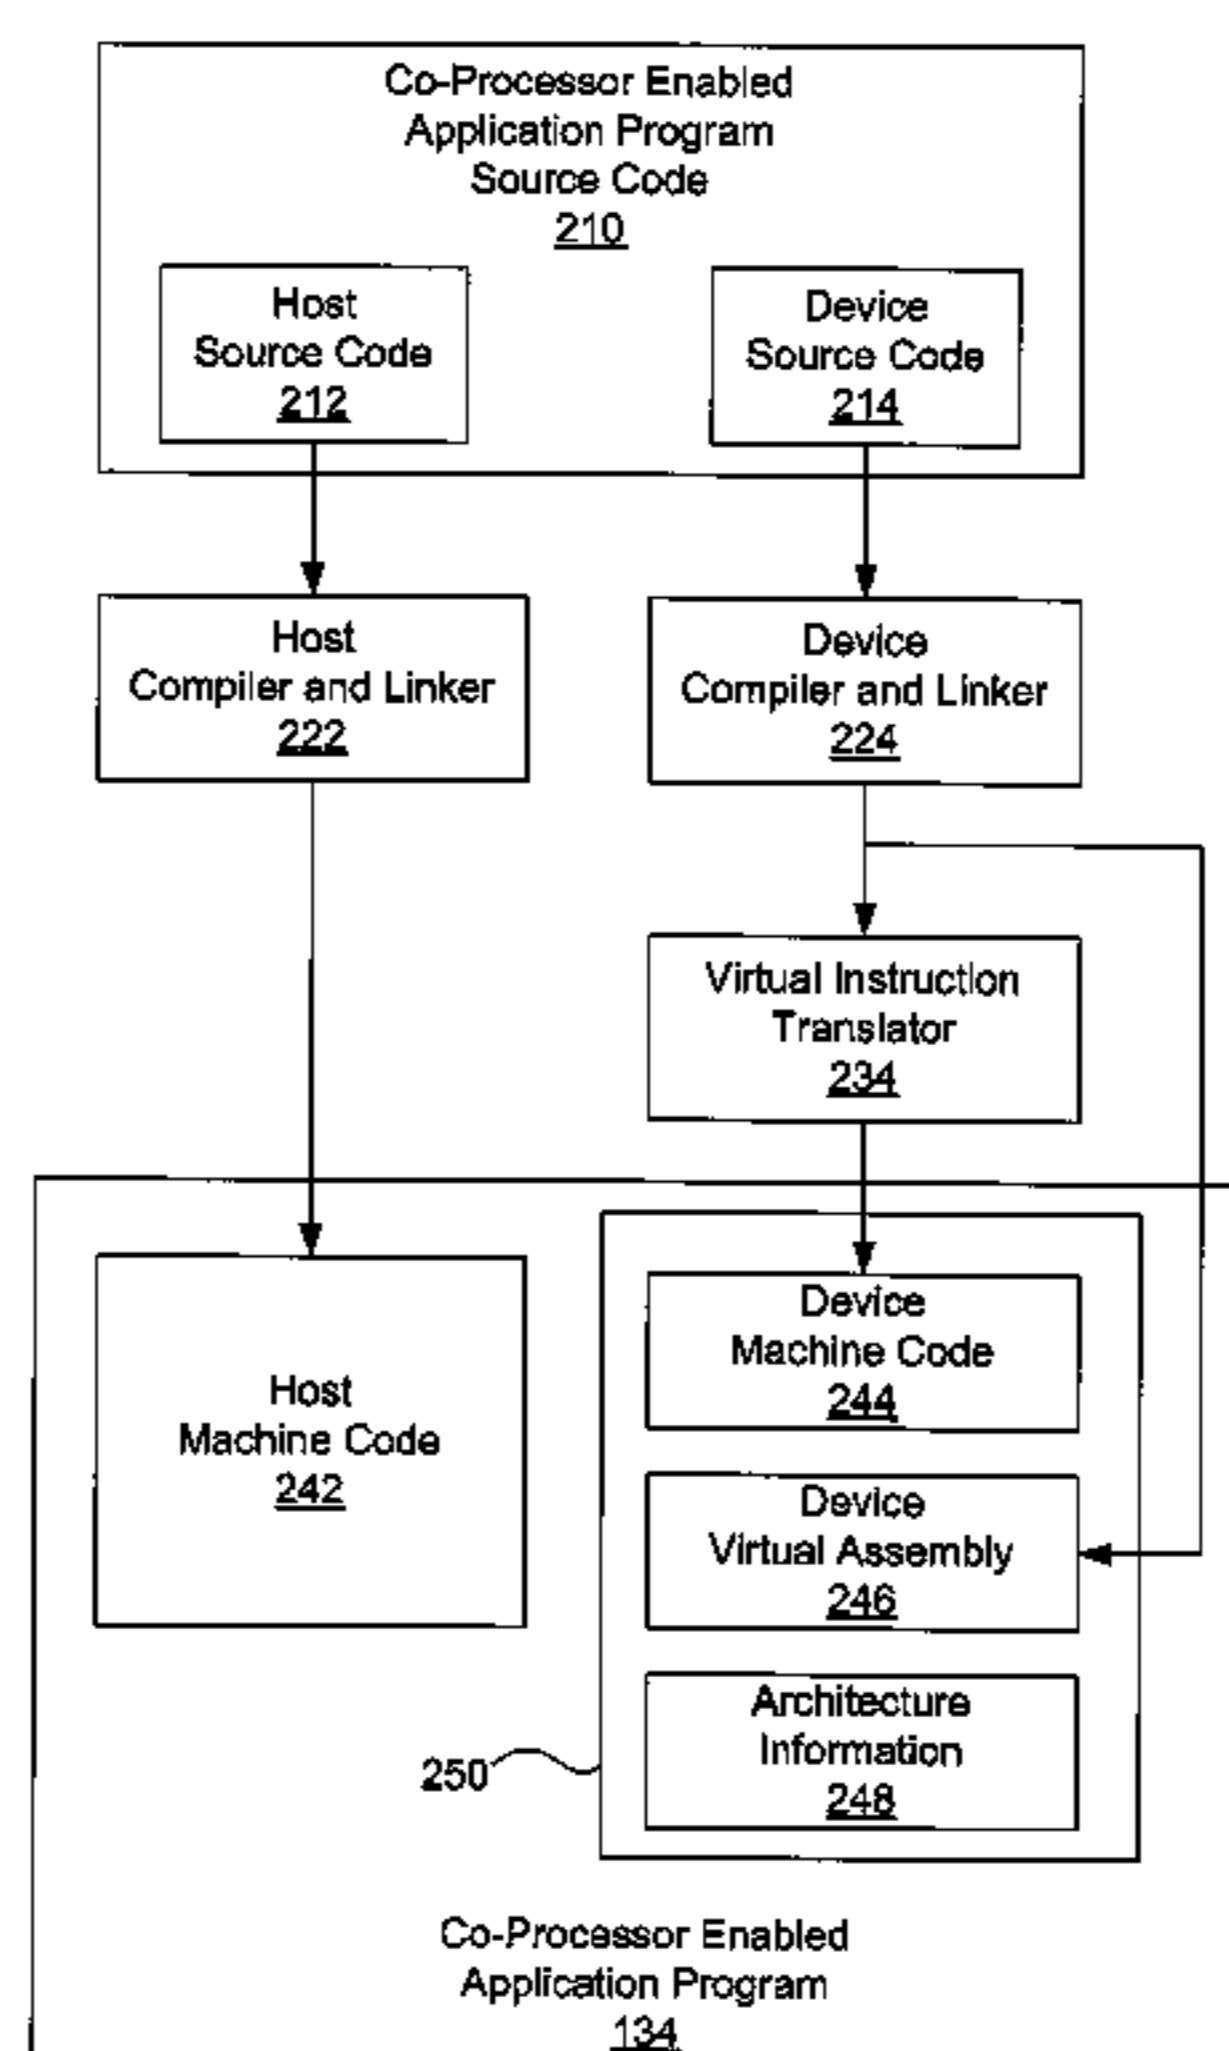 Co-Processor Enabled
Application Program
Source Code
210
Host
Source Code
212
Device
Source Code
214
Host
Compiler and Linker
222
Device
Compiler and Linker
224
Virtual Instruction
Translator
234
Host
Machine Code
242
Device
Machine Code
244
Device
Virtual Assembly
246
Architecture
Information
248
250
Co-Processor Enabled
Application Program
134